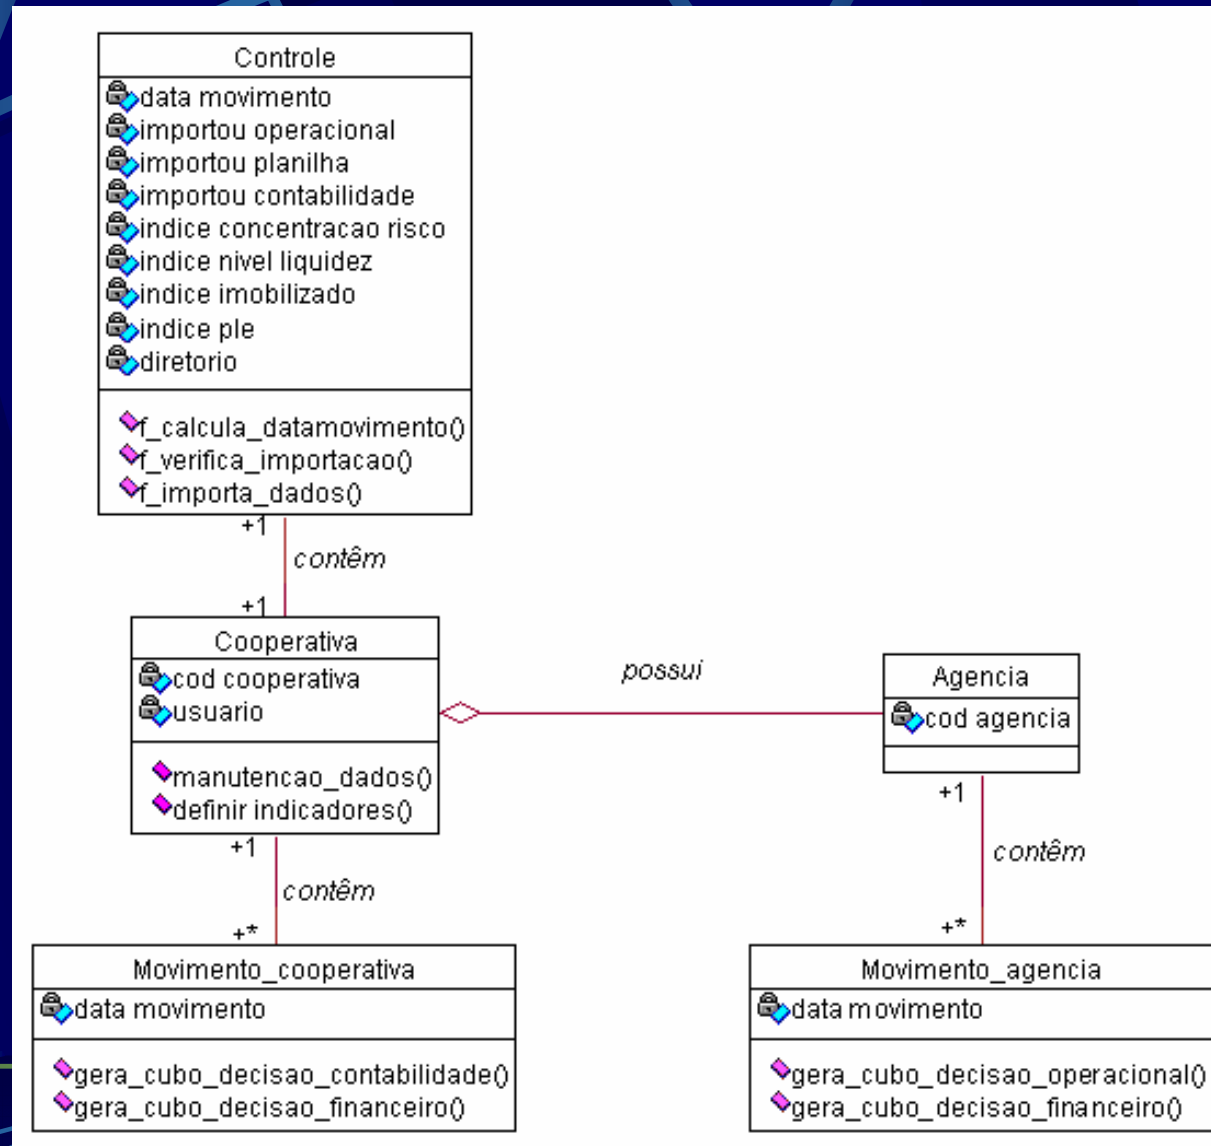 Controle
data movimento
importou operacional
importou planilha
importou contabilidade
indice concentracao risco
indice nivel liquidez
indice imobilizado
indice ple
diretorio
f_calcula_datamovimento()
f_verifica_importacao()
f_importa_dados()
+1
contêm
+1
Cooperativa
cod cooperativa
usuario
manutencao_dados()
definir indicadores()
possui
Agencia
cod agencia
+1
contêm
+*
+1
contêm
+*
Movimento_cooperativa
data movimento
gera_cubo_decisao_contabilidade()
gera_cubo_decisao_financeiro()
Movimento_agencia
data movimento
gera_cubo_decisao_operacional()
gera_cubo_decisao_financeiro()